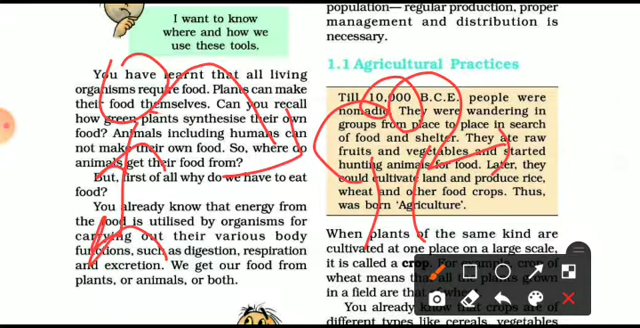 I want to know
where and how we
use these tools.
You have learnt that all living
organisms require food. Plants can make
their food themselves. Can you recall
how green plants synthesise their own
food? Animals including humans can
not make their own food. So, where do
animals get their food from?
But, first of all why do we have to eat
food?
You already know that energy from
the food is utilised by organisms for
carrying out their various body
functions, such as digestion, respiration
and excretion. We get our food from
plants, or animals, or both.
population— regular production, proper
management and distribution is
necessary.
1.1 Agricultural Practices
Till 10,000 B.C.E. people were
nomadic. They were wandering in
groups from place to place in search
of food and shelter. They ate raw
fruits and vegetables and started
hunting animals for food. Later, they
could cultivate land and produce rice,
wheat and other food crops. Thus,
was born ‘Agriculture’.
When plants of the same kind are
cultivated at one place on a large scale,
it is called a crop. For example, crop of
wheat means that all the plants grown
in a field are that of wheat.
You already know that crops are of
different types like cereals, vegetables